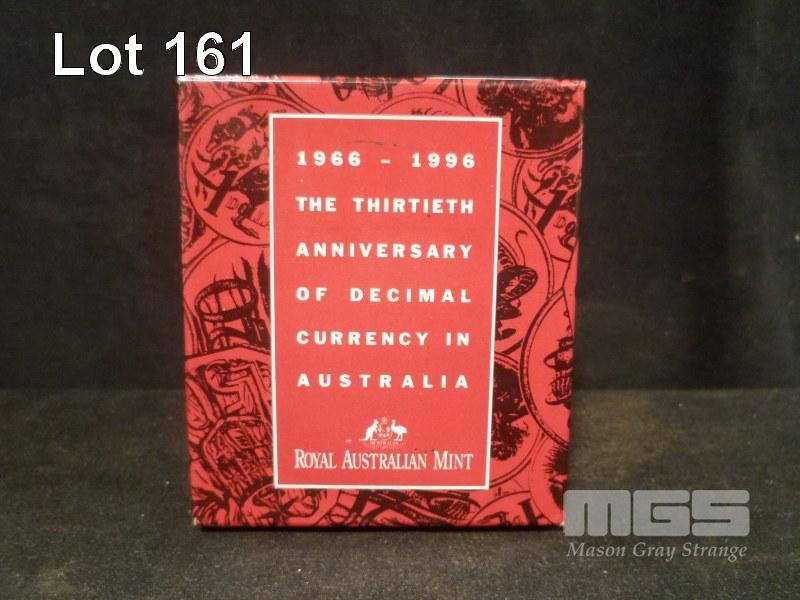 Lot 161
1966 - 1996
THE THIRTIETH
ANNIVERSARY
OF DECIMAL
CURRENCY IN
AUSTRALIA
ROYAL AUSTRALIAN MINT
MGS
Mason Gray Strange